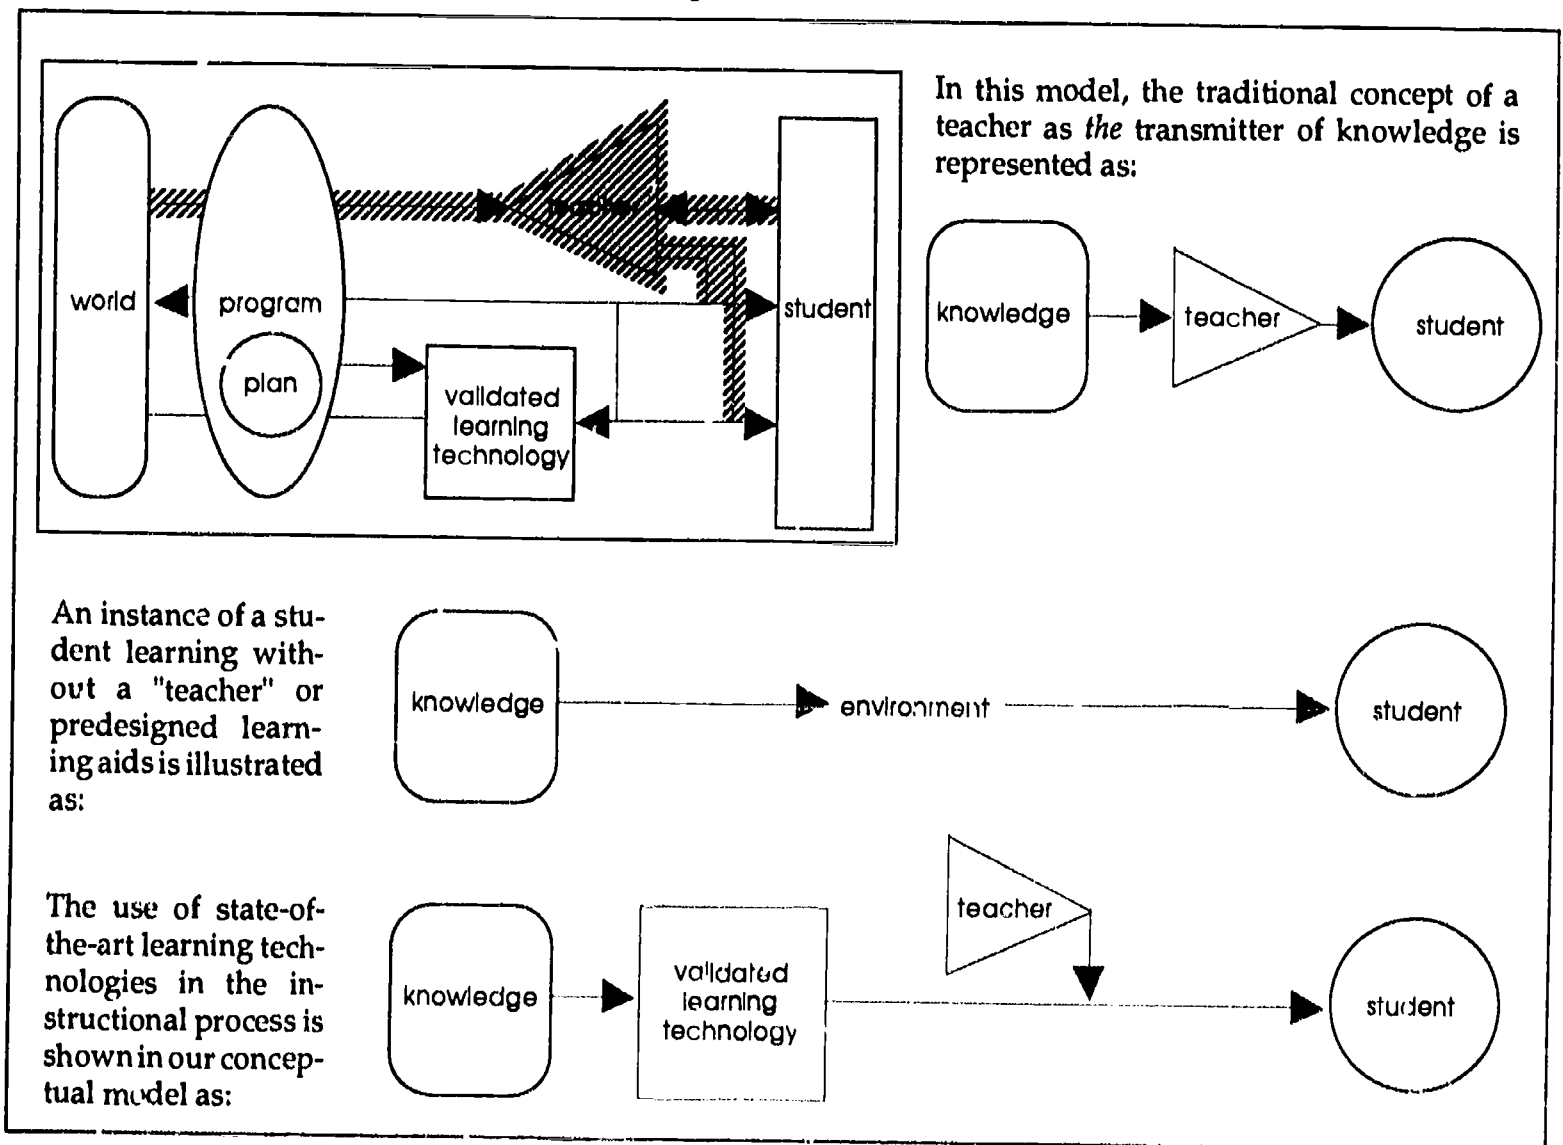 In this model, the traditional concept of a
teacher as the transmitter of knowledge is
represented as:
world
program
plan
validated
learning
technology
student
knowledge
teacher
student
An instance of a stu-
dent learning with-
out a "teacher" or
predesigned learn-
ing aids is illustrated
as:
knowledge
environment
student
The use of state-of-
the-art learning tech-
nologies in the in-
structional process is
shown in our concep-
tual model as:
knowledge
validated
learning
technology
teacher
student